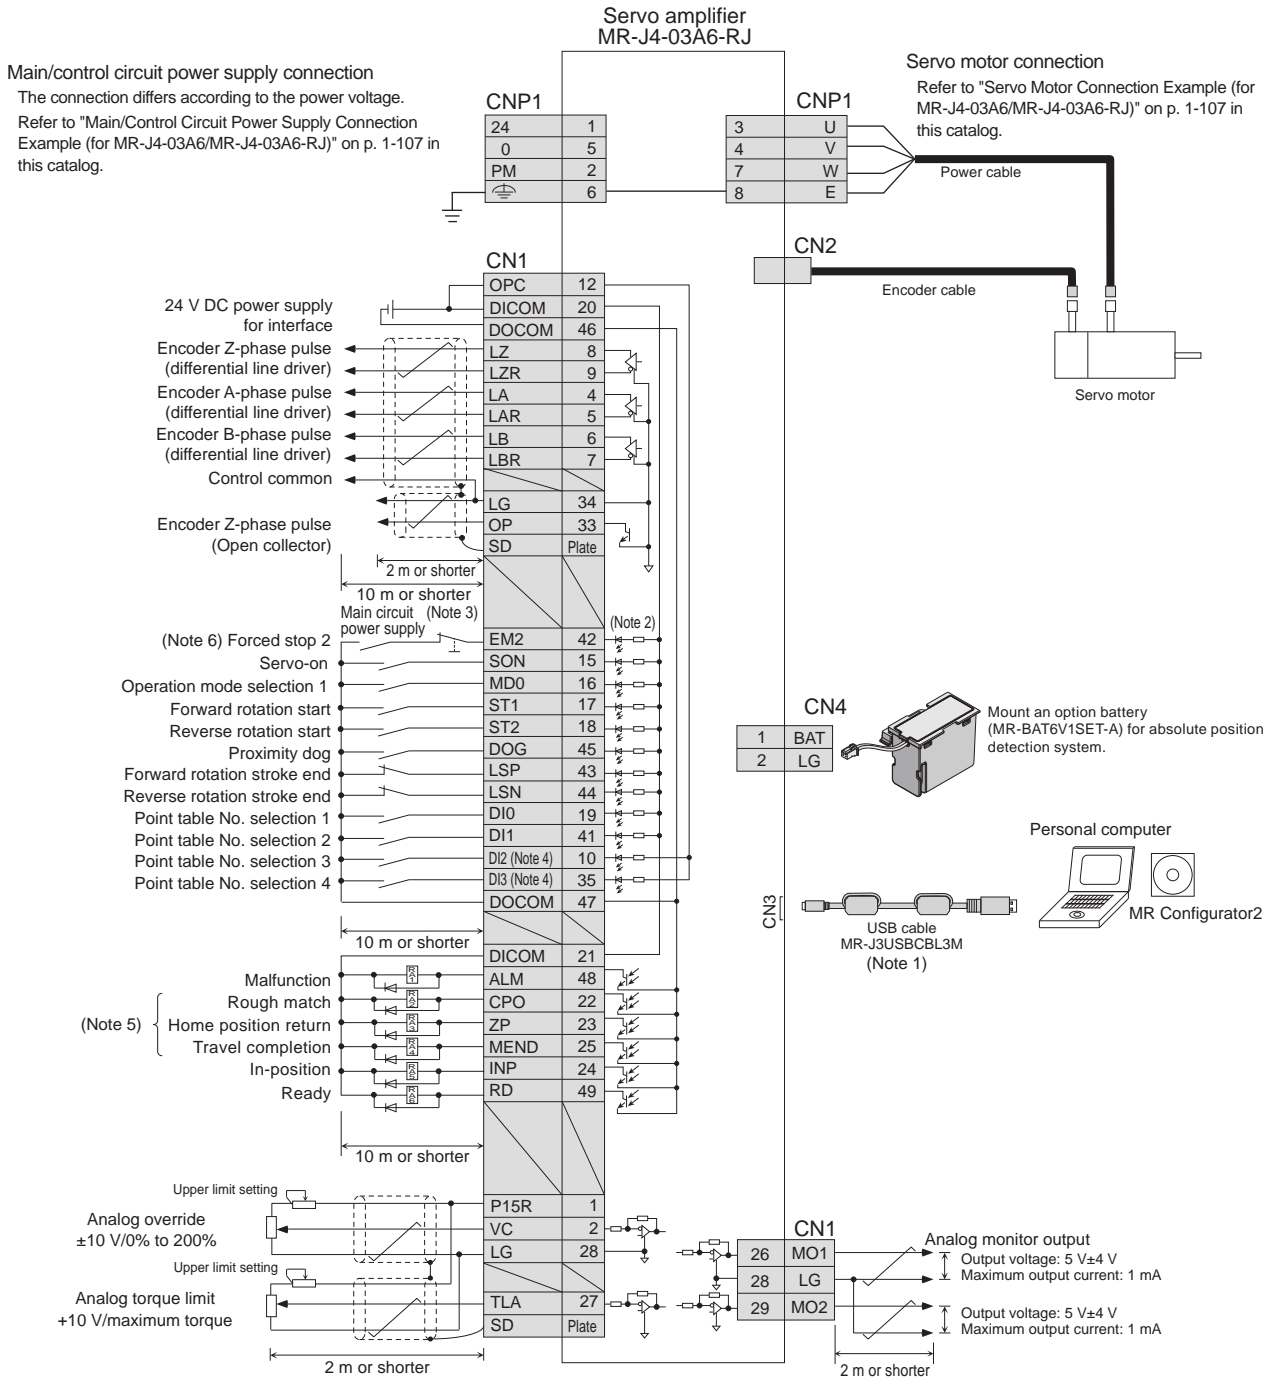 Servo amplifier
MR-J4-03A6-RJ
Main/control circuit power supply connection
The connection differs according to the power voltage.
Refer to "Main/Control Circuit Power Supply Connection
Example (for MR-J4-03A6/MR-J4-03A6-RJ)" on p. 1-107 in
this catalog.
Servo motor connection
Refer to "Servo Motor Connection Example (for
MR-J4-03A6/MR-J4-03A6-RJ)" on p. 1-107 in
this catalog.
CNP1
24 1
0 5
PM 2
6
CNP1
3 U
4 V
7 W
8 E
Power cable
CN2
Encoder cable
Servo motor
CN1
OPC 12
DICOM 20
DOCOM 46
LZ 8
LZR 9
LA 4
LAR 5
LB 6
LBR 7
LG 34
OP 33
SD Plate
24 V DC power supply
for interface
Encoder Z-phase pulse
(differential line driver)
Encoder A-phase pulse
(differential line driver)
Encoder B-phase pulse
(differential line driver)
Control common
Encoder Z-phase pulse
(Open collector)
2 m or shorter
10 m or shorter
Main circuit
power supply
(Note 3)
(Note 2)
(Note 6) Forced stop 2 EM2 42
Servo-on SON 15
Operation mode selection 1 MD0 16
Forward rotation start ST1 17
Reverse rotation start ST2 18
Proximity dog DOG 45
Forward rotation stroke end LSP 43
Reverse rotation stroke end LSN 44
Point table No. selection 1 DI0 19
Point table No. selection 2 DI1 41
Point table No. selection 3 DI2 (Note 4) 10
Point table No. selection 4 DI3 (Note 4) 35
DOCOM 47
10 m or shorter
DICOM 21
Malfunction RA1 ALM 48
Rough match RA2 CPO 22
(Note 5) Home position return RA3 ZP 23
Travel completion RA4 MEND 25
In-position RA5 INP 24
Ready RA6 RD 49
10 m or shorter
CN4
1 BAT
2 LG
Mount an option battery
(MR-BAT6V1SET-A) for absolute position
detection system.
Personal computer
MR Configurator2
CN3
USB cable
MR-J3USBCBL3M
(Note 1)
Upper limit setting
Analog override
±10 V/0% to 200%
P15R 1
VC 2
LG 28
Upper limit setting
Analog torque limit
+10 V/maximum torque
TLA 27
SD Plate
2 m or shorter
CN1
26 MO1
28 LG
29 MO2
Analog monitor output
Output voltage: 5 V±4 V
Maximum output current: 1 mA
Output voltage: 5 V±4 V
Maximum output current: 1 mA
2 m or shorter